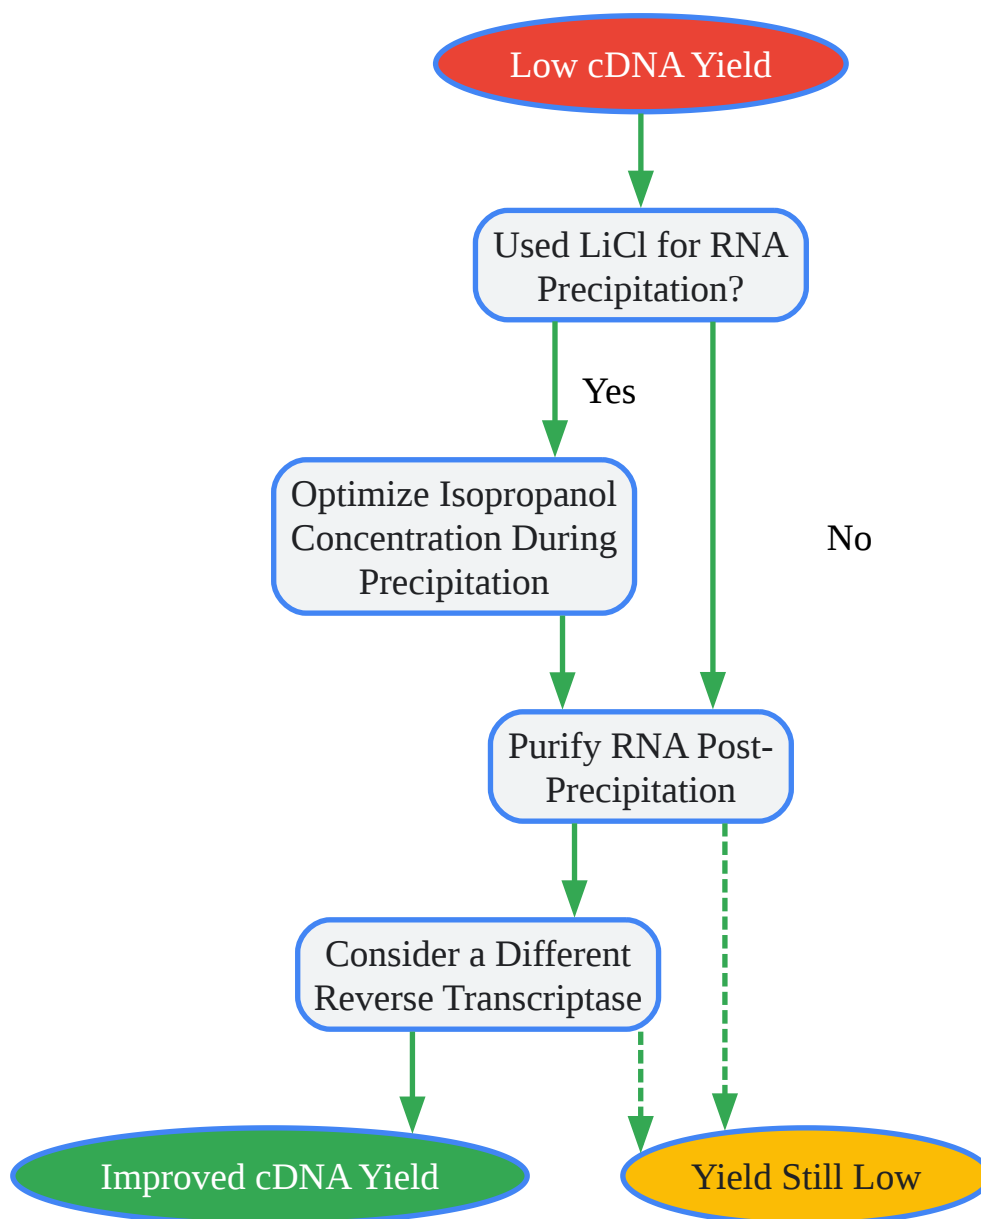 Low cDNA Yield
Used LiCl for RNA
Precipitation?
Yes
Optimize Isopropanol
Concentration During
Precipitation
No
Purify RNA Post-
Precipitation
Consider a Different
Reverse Transcriptase
Improved cDNA Yield
Yield Still Low